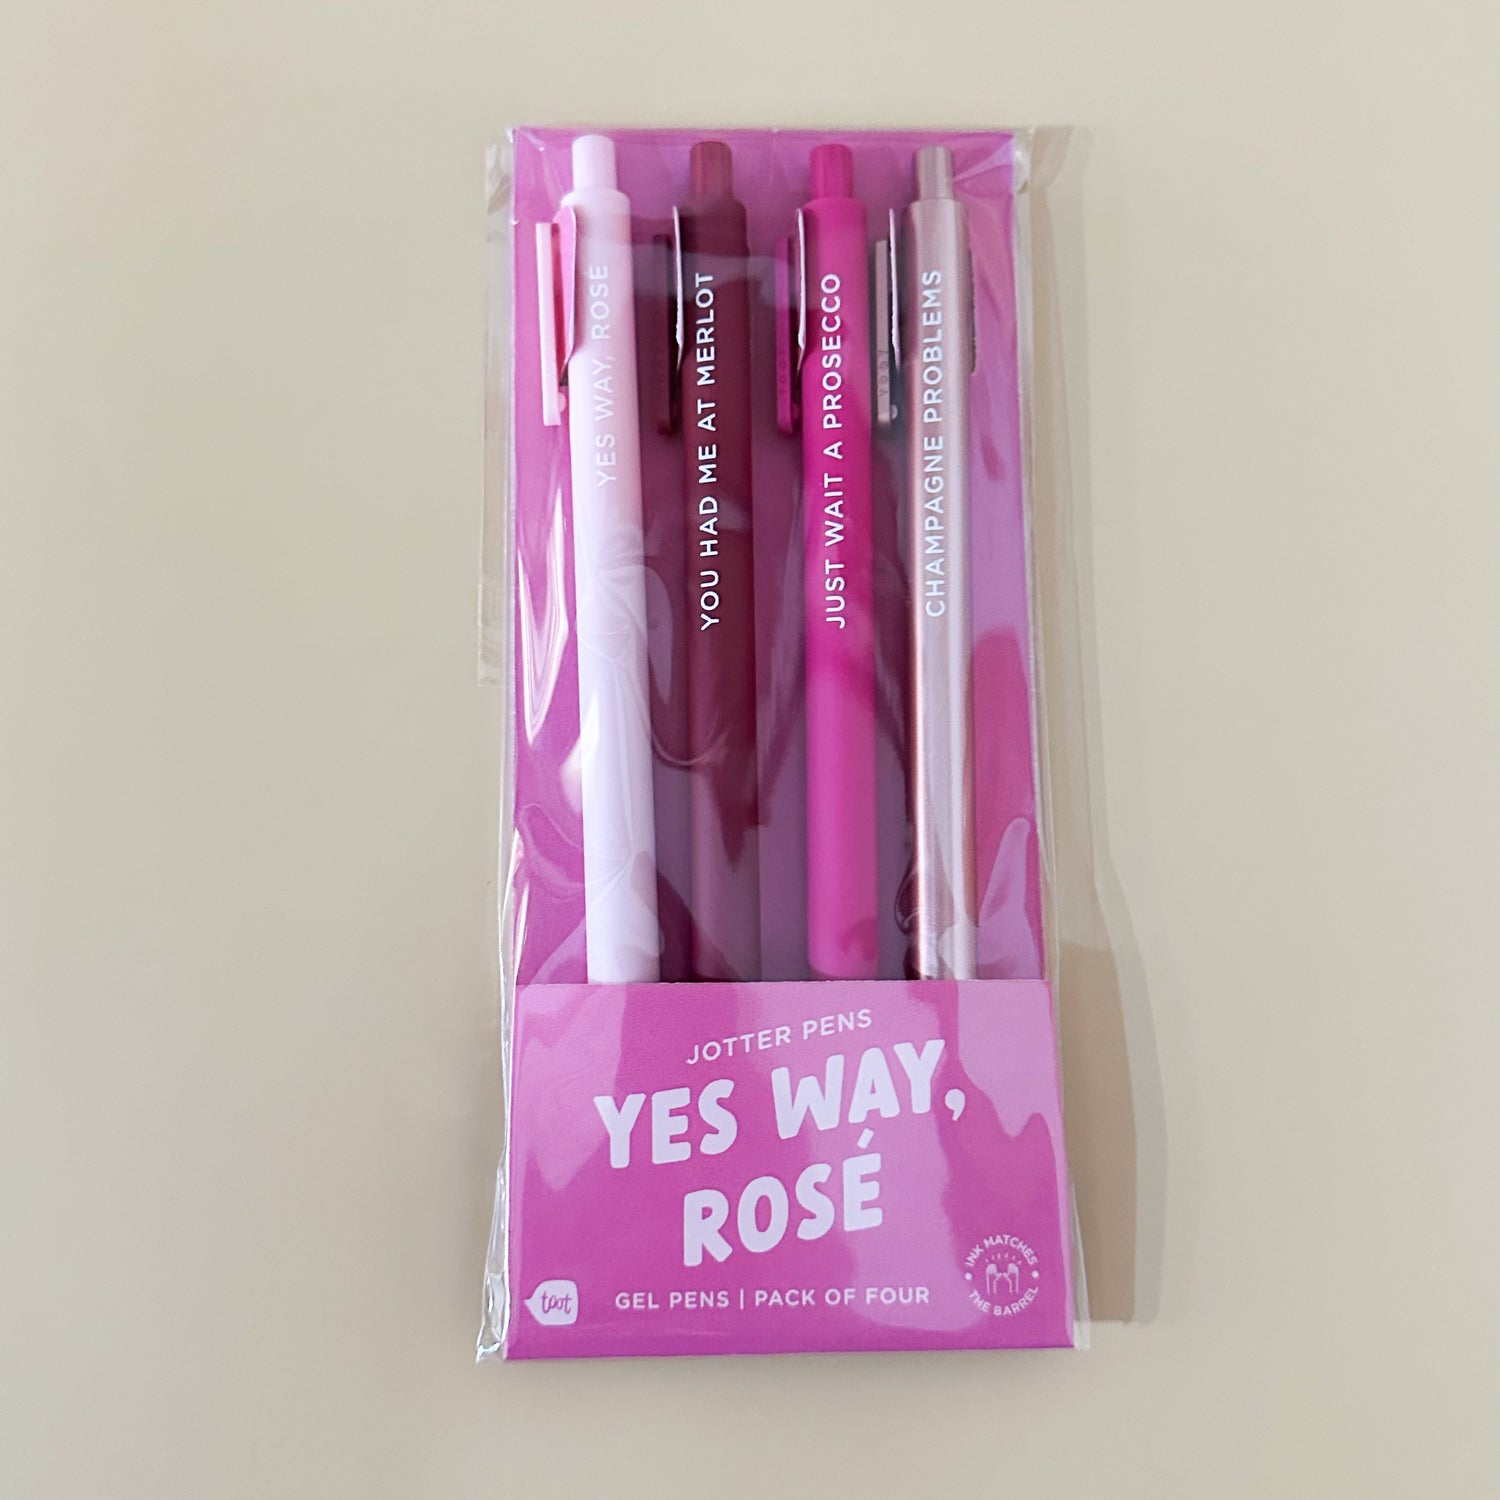 YES WAY, ROSÉ
YOU HAD ME AT MERLOT
JUST WAIT A PROSECCO
CHAMPAGNE PROBLEMS
JOTTER PENS
YES WAY,
ROSÉ
toot
GEL PENS | PACK OF FOUR
INK MATCHES
THE BARREL